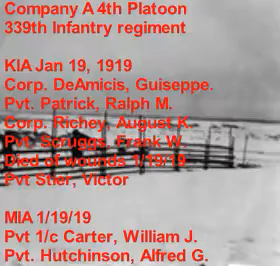 Company A 4th Platoon
339th Infantry regiment
KIA Jan 19, 1919
Corp. DeAmicis, Guiseppe.
Pvt. Patrick, Ralph M.
Corp. Richey, August K.
Pvt. Scruggs, Frank W.
Died of wounds 1/19/19
Pvt Stier, Victor
MIA 1/19/19
Pvt 1/c Carter, William J.
Pvt. Hutchinson, Alfred G.